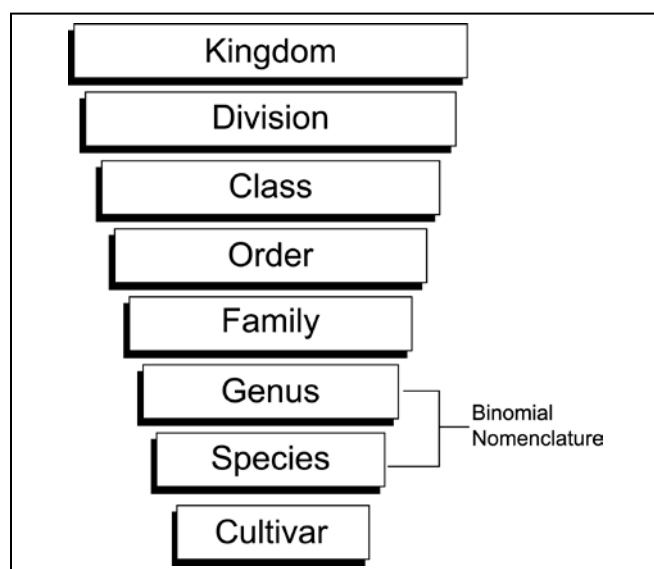 Kingdom
Division
Class
Order
Family
Genus
Species
Binomial
Nomenclature
Cultivar